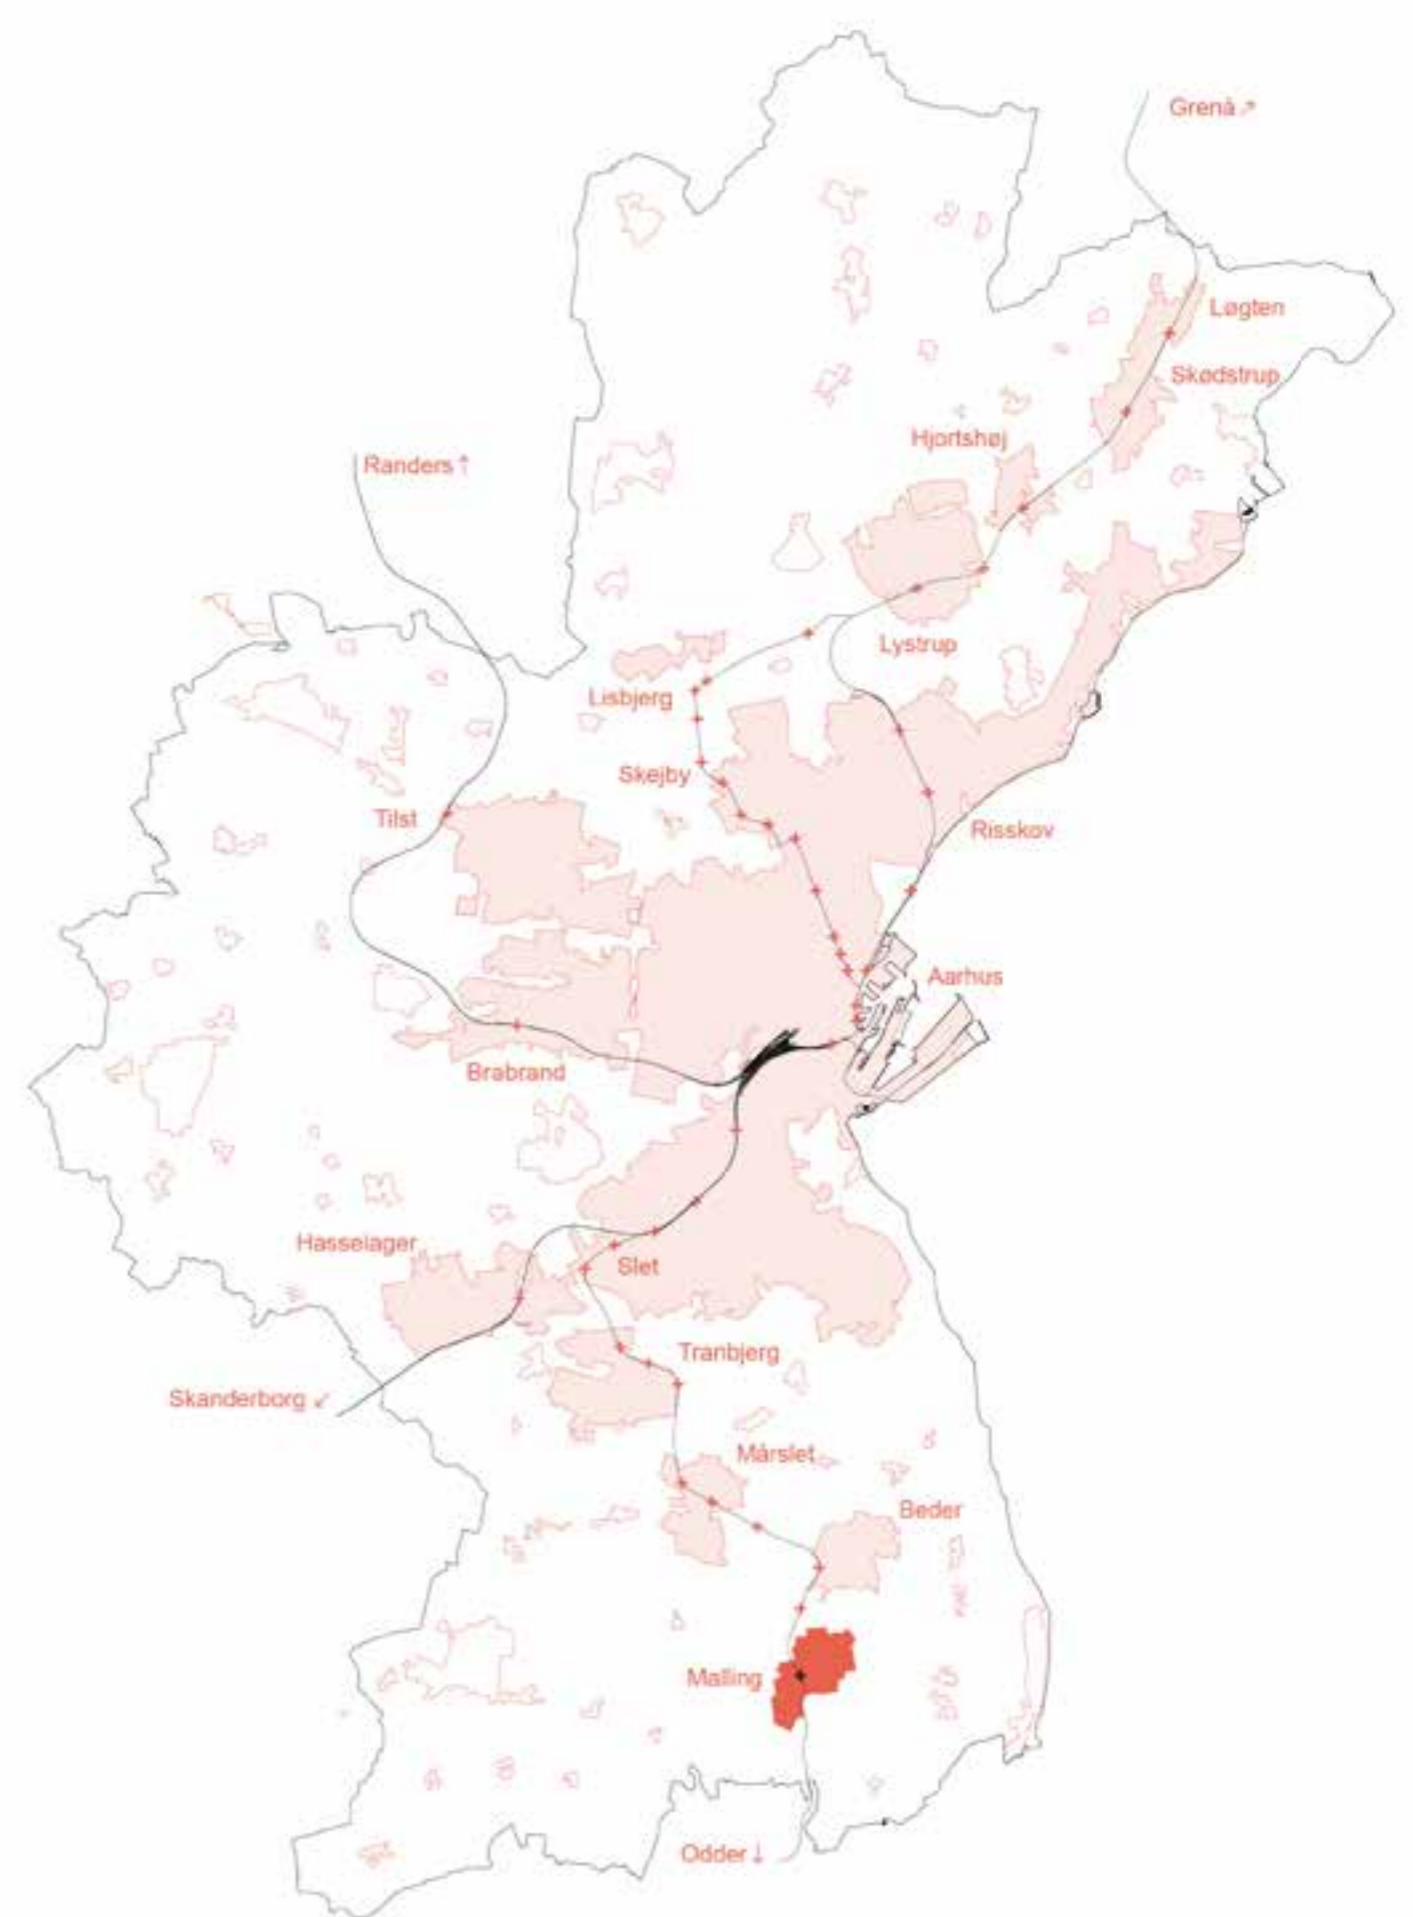 Grenå ↗
Løgten
Skødstrup
Hjortshøj
Randers ↑
Lystrup
Lisbjerg
Skejby
Tilst
Risskov
Aarhus
Brabrand
Hasselager
Slet
Tranbjerg
Skanderborg ↙
Mårslet
Beder
Malling
Odder ↓